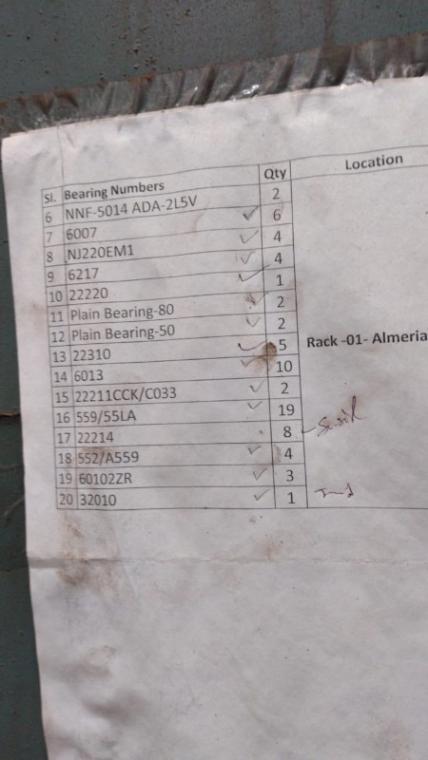 Sl. Bearing Numbers Qty Location
6 NNF-5014 ADA-2L5V 2
7 6007 6
8 NJ220EM1 4
9 6217 4
10 22220 1
11 Plain Bearing-80 2
12 Plain Bearing-50 2
13 22310 5 Rack -01- Almeria
14 6013 10
15 22211CCK/C033 2
16 559/55LA 19
17 22214 8
18 552/A559 4
19 60102ZR 3
20 32010 1